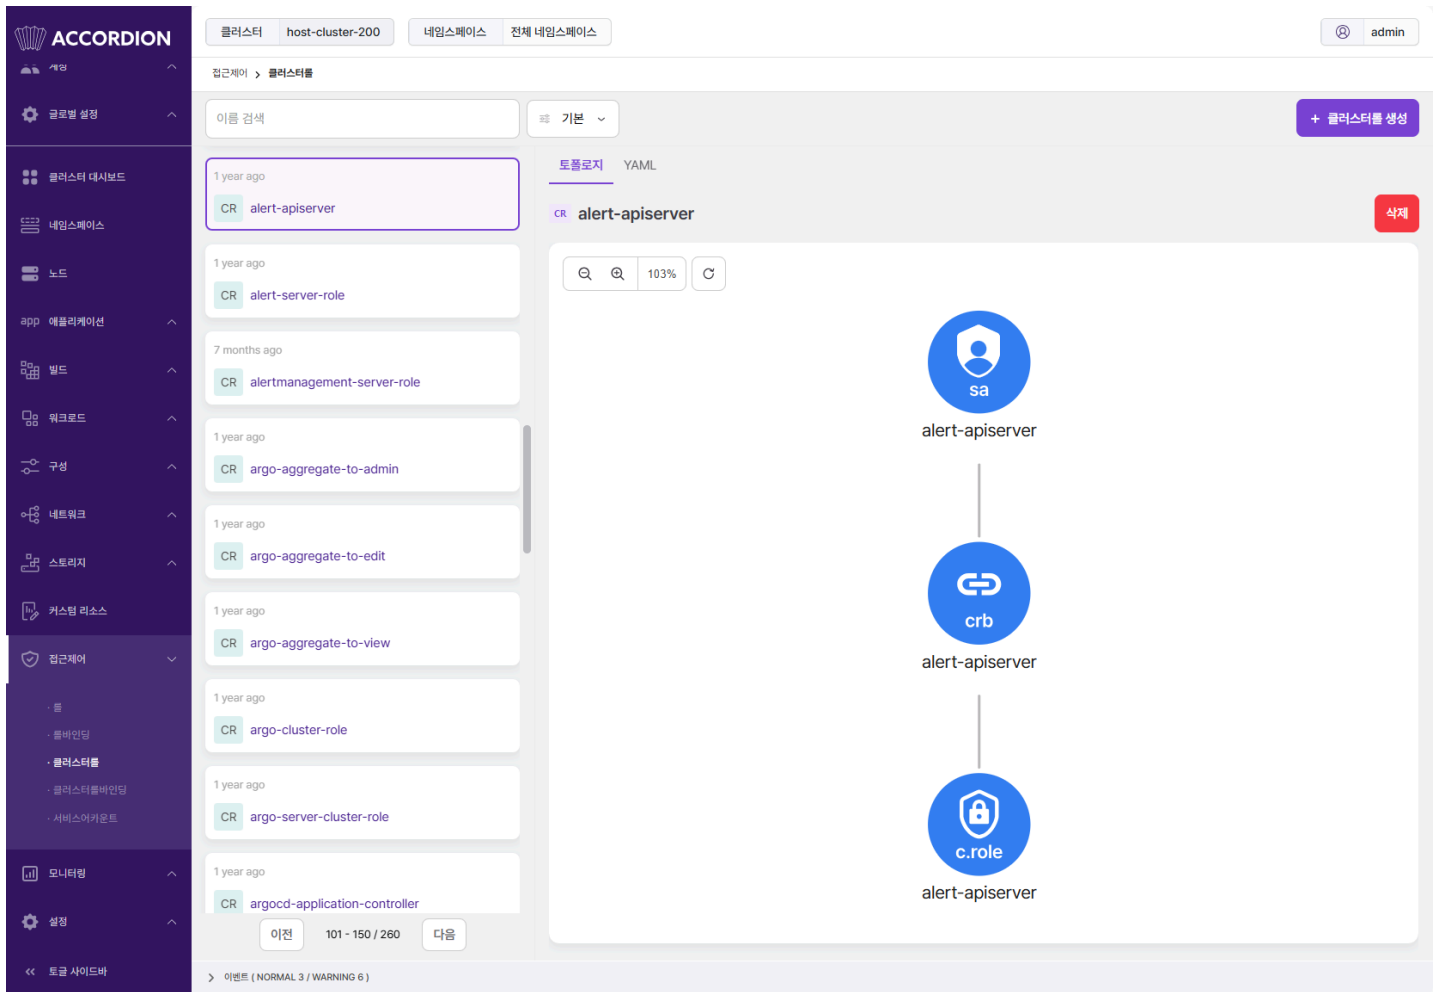 ACCORDION
클러스터 host-cluster-200
네임스페이스 전체 네임스페이스
admin
계정
글로벌 설정
클러스터 대시보드
네임스페이스
노드
app 애플리케이션
빌드
워크로드
구성
네트워크
스토리지
커스텀 리소스
접근제어
· 롤
· 롤바인딩
· 클러스터롤
· 클러스터롤바인딩
· 서비스어카운트
모니터링
설정
토글 사이드바
접근제어 > 클러스터롤
이름 검색
기본
+ 클러스터롤 생성
1 year ago
CR alert-apiserver
1 year ago
CR alert-server-role
7 months ago
CR alertmanagement-server-role
1 year ago
CR argo-aggregate-to-admin
1 year ago
CR argo-aggregate-to-edit
1 year ago
CR argo-aggregate-to-view
1 year ago
CR argo-cluster-role
1 year ago
CR argo-server-cluster-role
1 year ago
CR argocd-application-controller
이전 101 - 150 / 260 다음
토폴로지 YAML
CR alert-apiserver
삭제
103%
sa
alert-apiserver
crb
alert-apiserver
c.role
alert-apiserver
이벤트 ( NORMAL 3 / WARNING 6 )